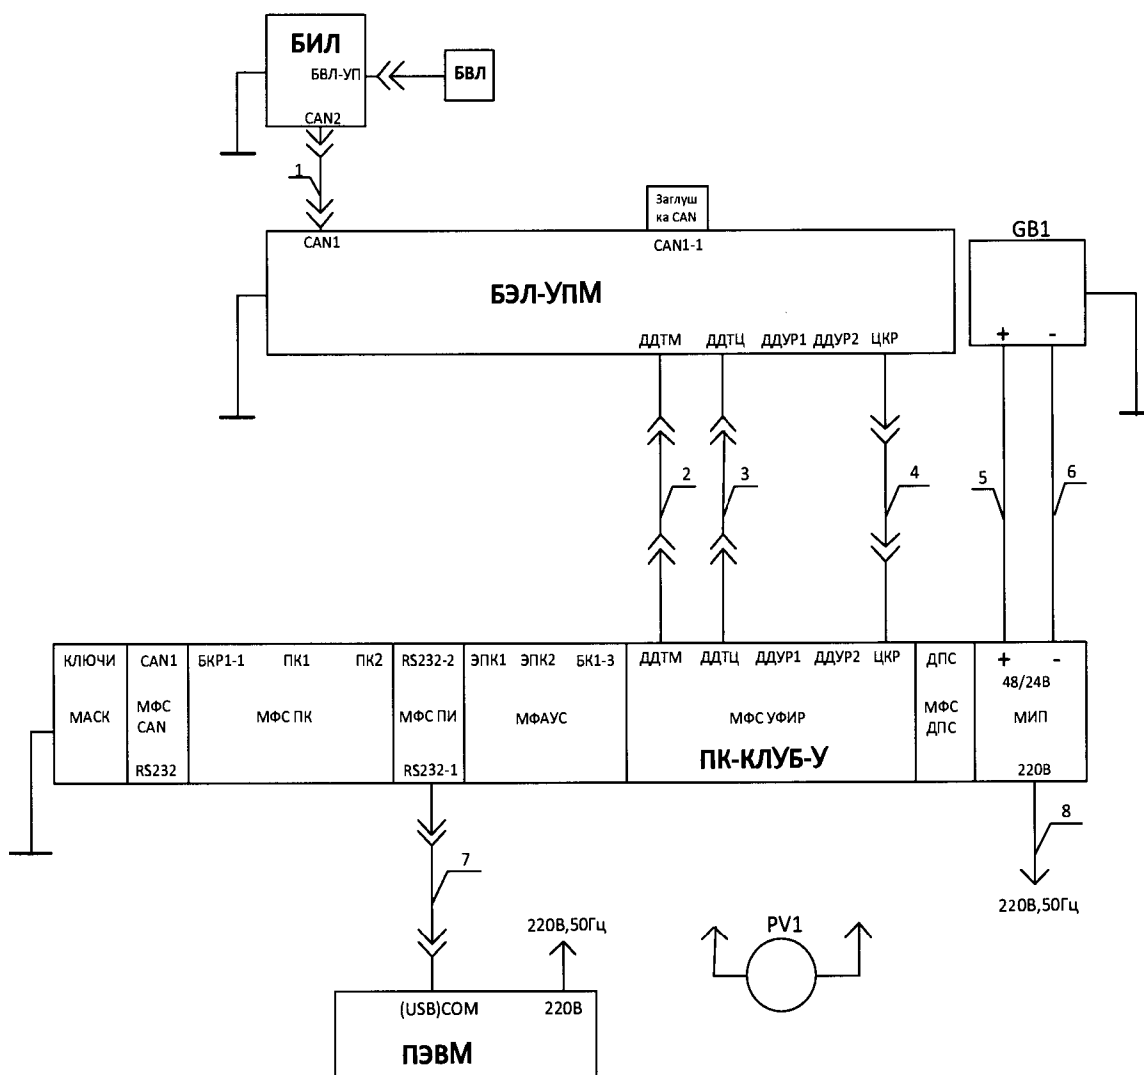 БИЛ
БВЛ-УП
БВЛ
CAN2
1
Заглуш
ка CAN
CAN1
CAN1-1
GB1
БЭЛ-УПМ
+ -
ДДТМ ДДТЦ ДДУР1 ДДУР2 ЦКР
2 3 4 5 6
КЛЮЧИ CAN1 БКР1-1 ПК1 ПК2 RS232-2 ЭПК1 ЭПК2 БК1-3 ДДТМ ДДТЦ ДДУР1 ДДУР2 ЦКР ДПС + -
48/24В
МАСК МФС CAN МФС ПК МФС ПИ МФАУС МФС УФИР МФС ДПС МИП
ПК-КЛУБ-У
RS232 RS232-1 220В
8
7
220В,50Гц
220В,50Гц
PV1
(USB)COM 220В
ПЭВМ